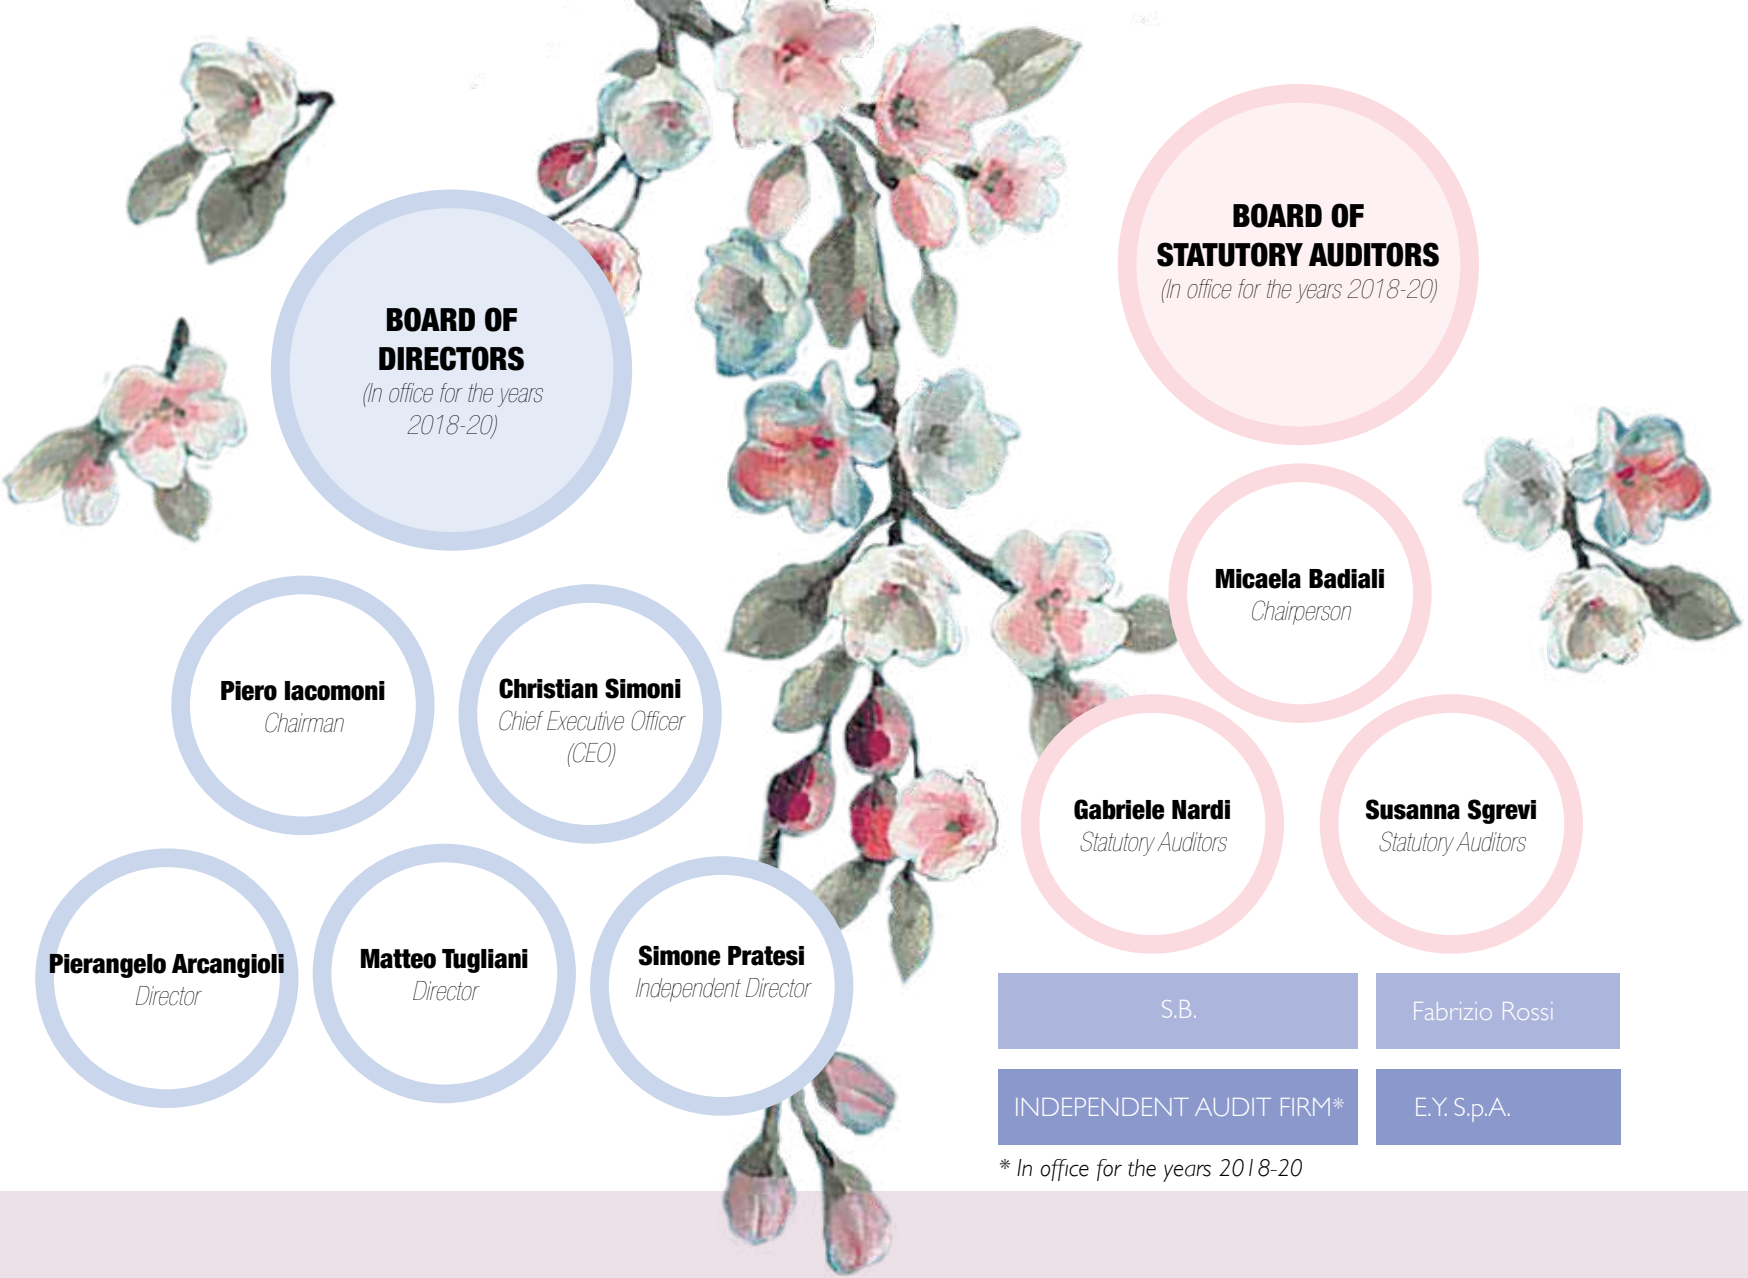 BOARD OF
DIRECTORS
(In office for the years
2018-20)
Piero Iacomoni
Chairman
Christian Simoni
Chief Executive Officer
(CEO)
Pierangelo Arcangioli
Director
Matteo Tugliani
Director
Simone Pratesi
Independent Director
BOARD OF
STATUTORY AUDITORS
(In office for the years 2018-20)
Micaela Badiali
Chairperson
Gabriele Nardi
Statutory Auditors
Susanna Sgrevi
Statutory Auditors
S.B.
Fabrizio Rossi
INDEPENDENT AUDIT FIRM*
E.Y. S.p.A.
* In office for the years 2018-20